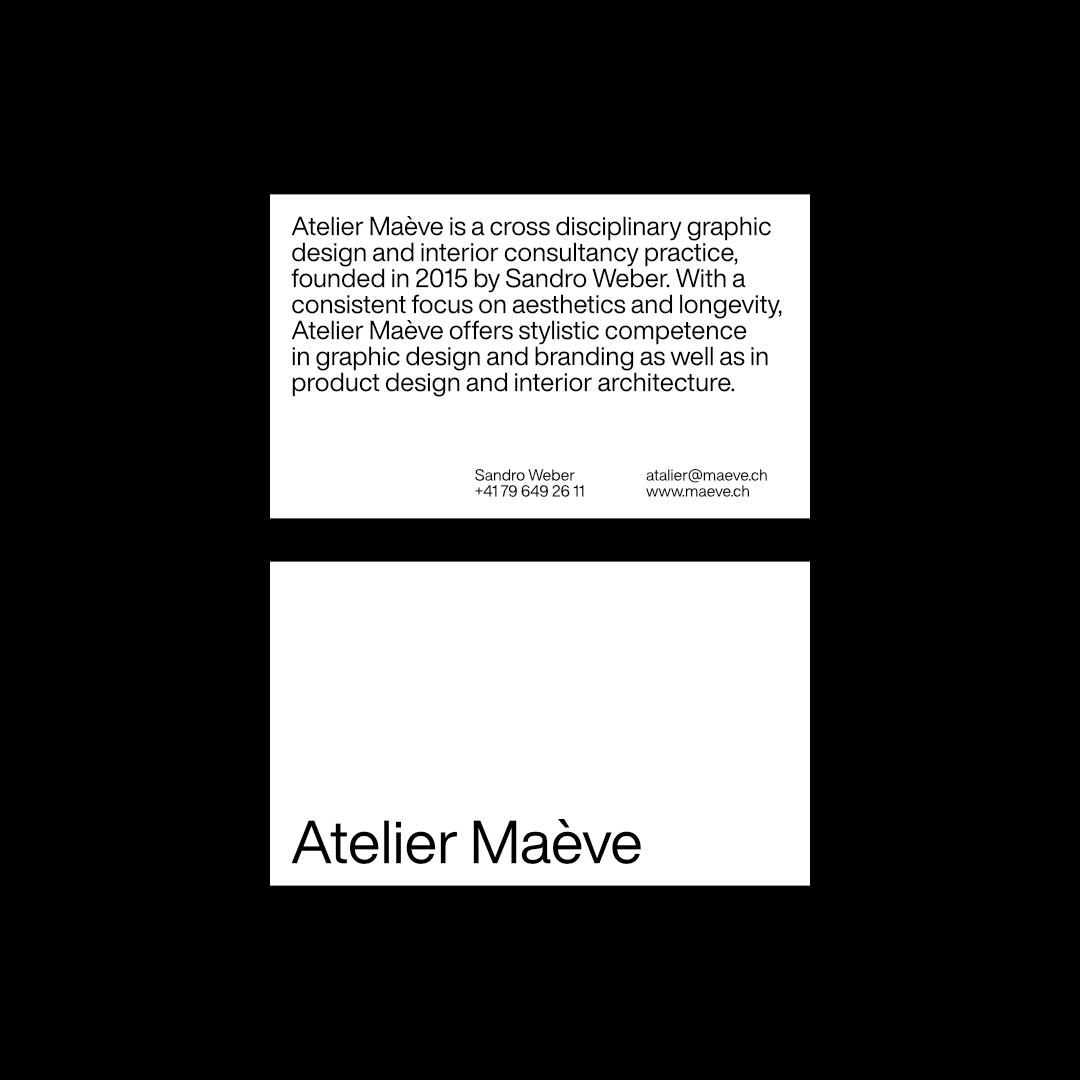 Atelier Maève is a cross disciplinary graphic
design and interior consultancy practice,
founded in 2015 by Sandro Weber. With a
consistent focus on aesthetics and longevity,
Atelier Maève offers stylistic competence
in graphic design and branding as well as in
product design and interior architecture.
Sandro Weber
+41 79 649 26 11
atalier@maeve.ch
www.maeve.ch
Atelier Maève